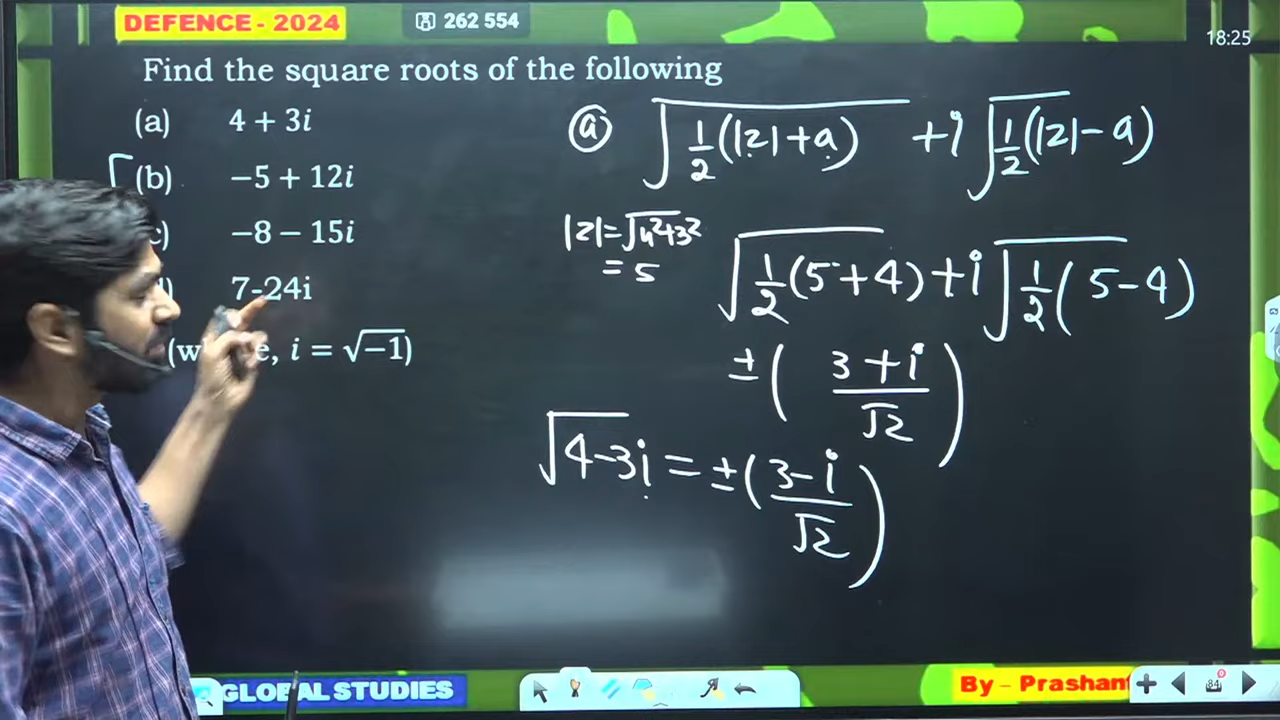 DEFENCE - 2024
262 554
18:25
Find the square roots of the following
(a) 4 + 3i
(b) −5 + 12i
c) −8 − 15i
) 7-24i
e, i = √−1)
ⓐ √1/2(|z|+a) + i √1/2(|z|-a)
|z|=√4²+3²
= 5
√1/2(5+4) + i √1/2(5-4)
±(3+i/√2)
√4-3i = ±(3-i/√2)
GLOBAL STUDIES
84
By – Prashant